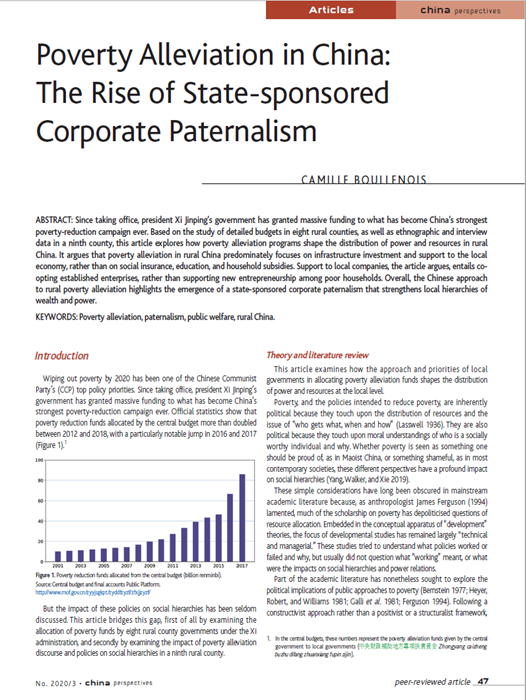 Articles
china perspectives
Poverty Alleviation in China:
The Rise of State-sponsored
Corporate Paternalism
CAMILLE BOULLENOIS
ABSTRACT: Since taking office, president Xi Jinping's government has granted massive funding to what has become China's strongest
poverty-reduction campaign ever. Based on the study of detailed budgets in eight rural counties, as well as ethnographic and interview
data in a ninth county, this article explores how poverty alleviation programs shape the distribution of power and resources in rural
China. It argues that poverty alleviation in rural China predominately focuses on infrastructure investment and support to the local
economy, rather than on social insurance, education, and household subsidies. Support to local companies, the article argues, entails co-
opting established enterprises, rather than supporting new entrepreneurship among poor households. Overall, the Chinese approach
to rural poverty alleviation highlights the emergence of a state-sponsored corporate paternalism that strengthens local hierarchies of
wealth and power.
KEYWORDS: Poverty alleviation, paternalism, public welfare, rural China.
Introduction
Wiping out poverty by 2020 has been one of the Chinese Communist
Party's (CCP) top policy priorities. Since taking office, president Xi Jinping's
government has granted massive funding to what has become China's
strongest poverty-reduction campaign ever. Official statistics show that
poverty reduction funds allocated by the central budget more than doubled
between 2012 and 2018, with a particularly notable jump in 2016 and 2017
(Figure 1).1
100
80
60
40
20
0
2001 2003 2005 2007 2009 2011 2013 2015 2017
Figure 1. Poverty reduction funds allocated from the central budget (billion renminbi).
Source: Central budget and final accounts Public Platform.
But the impact of these policies on social hierarchies has been seldom
discussed. This article bridges this gap, first of all by examining the
allocation of poverty funds by eight rural county governments under the Xi
administration, and secondly by examining the impact of poverty alleviation
discourse and policies on social hierarchies in a ninth rural county.
Theory and literature review
This article examines how the approach and priorities of local
governments in allocating poverty alleviation funds shapes the distribution
of power and resources at the local level.
Poverty, and the policies intended to reduce poverty, are inherently
political because they touch upon the distribution of resources and the
issue of "who gets what, when and how" (Lasswell 1936). They are also
political because they touch upon moral understandings of who is a socially
worthy individual and why. Whether poverty is seen as something one
should be proud of, as in Maoist China, or something shameful, as in most
contemporary societies, these different perspectives have a profound impact
on social hierarchies (Yang, Walker, and Xie 2019).
These simple considerations have long been obscured in mainstream
academic literature because, as anthropologist James Ferguson (1994)
lamented, much of the scholarship on poverty has depoliticised questions of
resource allocation. Embedded in the conceptual apparatus of "development"
theories, the focus of developmental studies has remained largely "technical
and managerial." These studies tried to understand what policies worked or
failed and why, but usually did not question what "working" meant, or what
were the impacts on social hierarchies and power relations.
Part of the academic literature has nonetheless sought to explore the
political implications of public approaches to poverty (Bernstein 1977; Heyer,
Robert, and Williams 1981; Galli et al. 1981; Ferguson 1994). Following a
constructivist approach rather than a positivist or a structuralist framework,
1. In the central budgets, these numbers represent the poverty alleviation funds given by the central
government to local governments (中央財政補助地方專項扶貧資金 Zhongyang caizheng
buzhu difang zhuanxiang fupin zijin).
No. 2020/3 • china perspectives
peer-reviewed article 47